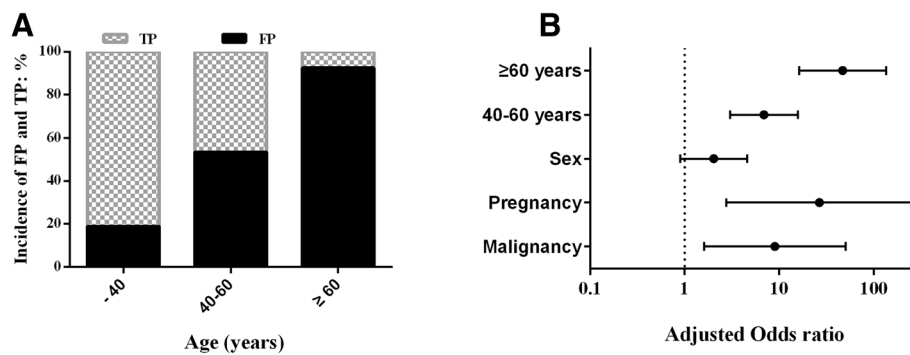 A
TP FP
Incidence of FP and TP: %
100
80
60
40
20
0
- 40
40-60
≥ 60
Age (years)
B
≥60 years
40-60 years
Sex
Pregnancy
Malignancy
0.1 1 10 100
Adjusted Odds ratio